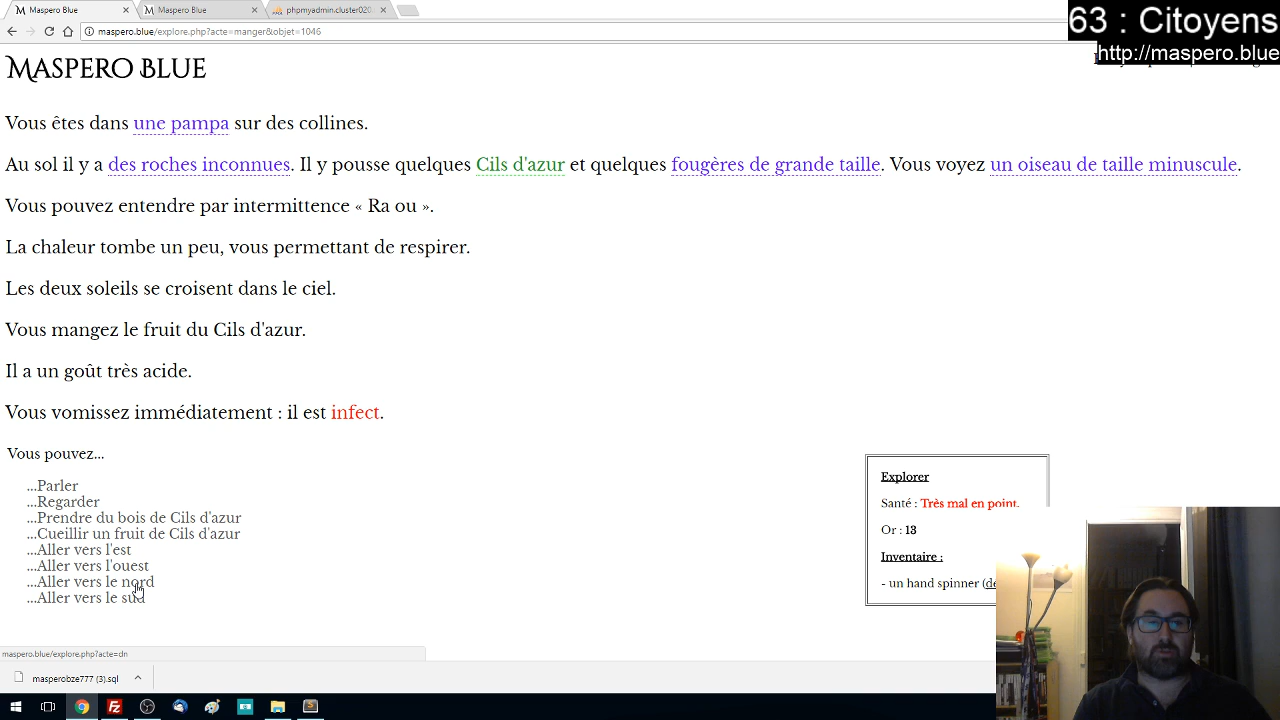 Maspero Blue
Maspero Blue
phpmyadmin.cluster020
63 : Citoyens
maspero.blue/explore.php?acte=manger&objet=1046
http://maspero.blue
Maspero Blue
Vous êtes dans une pampa sur des collines.
Au sol il y a des roches inconnues. Il y pousse quelques Cils d'azur et quelques fougères de grande taille. Vous voyez un oiseau de taille minuscule.
Vous pouvez entendre par intermittence « Ra ou ».
La chaleur tombe un peu, vous permettant de respirer.
Les deux soleils se croisent dans le ciel.
Vous mangez le fruit du Cils d'azur.
Il a un goût très acide.
Vous vomissez immédiatement : il est infect.
Vous pouvez...
...Parler
...Regarder
...Prendre du bois de Cils d'azur
...Cueillir un fruit de Cils d'azur
...Aller vers l'est
...Aller vers l'ouest
...Aller vers le nord
...Aller vers le sud
Explorer
Santé : Très mal en point.
Or : 13
Inventaire :
- un hand spinner (de
maspero.blue/explore.php?acte=dn
masperobze777 (3).sql